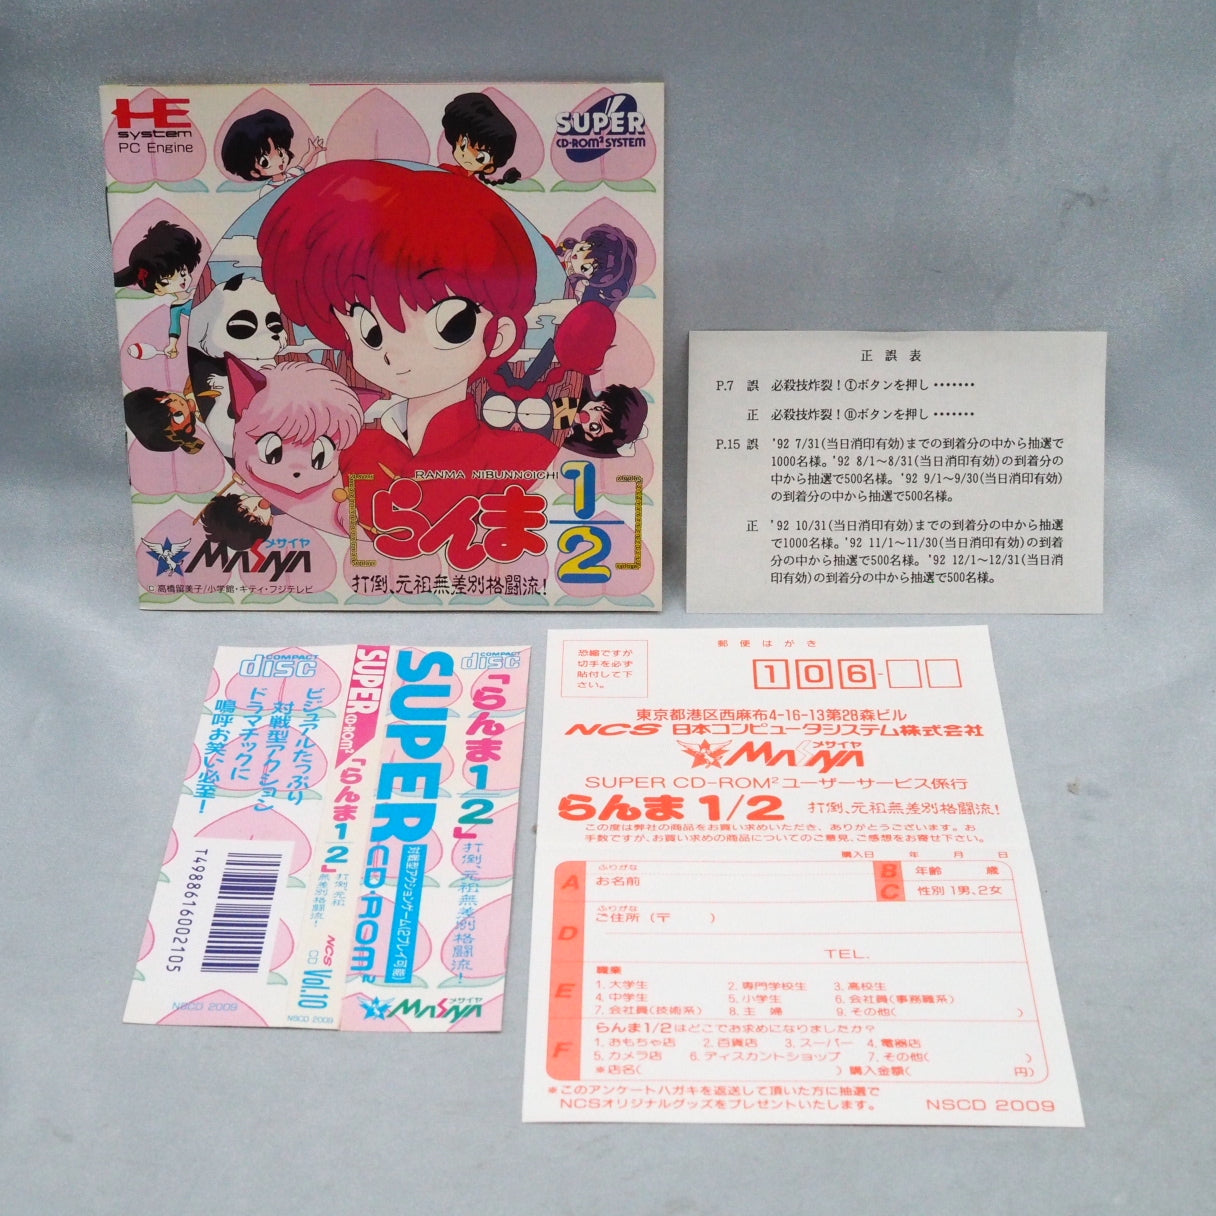 HE
system
PC Engine
SUPER
CD-ROM² SYSTEM
RANMA NIBUNNOICHI
らんま 1/2
打倒、元祖無差別格闘流!
メサイヤ
MASAYA
© 高橋留美子/小学館・キティ・フジテレビ
正誤表
P.7 誤 必殺技炸裂!Ⓘボタンを押し・・・・・・・
正 必殺技炸裂!Ⓘ︎Ⓘボタンを押し・・・・・・・
P.15 誤 '92 7/31(当日消印有効)までの到着分の中から抽選で
1000名様。'92 8/1〜8/31(当日消印有効)の到着分の
中から抽選で500名様。'92 9/1〜9/30(当日消印有効)
の到着分の中から抽選で500名様。
正 '92 10/31(当日消印有効)までの到着分の中から抽選
で1000名様。'92 11/1〜11/30(当日消印有効)の到着
分の中から抽選で500名様。'92 12/1〜12/31(当日消
印有効)の到着分の中から抽選で500名様。
COMPACT
disc
ビジュアルたっぷり
対戦型アクション
ドラマチックに
嗚呼お笑い必至!
T4988616002105
NSCD 2009
SUPER
CD-ROM²
「らんま1/2」
打倒、元祖
無差別格闘流!
NCS
CD
Vol.10
NSCD 2009
COMPACT
disc
SUPER
CD・ROM²
「らんま1/2」
打倒、元祖無差別格闘流!
対戦型アクションゲーム(2プレイ可能)
メサイヤ
MASAYA
郵便はがき
恐縮ですが
切手を必ず
貼付して下
さい。
106-
東京都港区西麻布4-16-13第28森ビル
NCS 日本コンピュータシステム株式会社
メサイヤ
MASAYA
SUPER CD-ROM² ユーザーサービス係行
らんま 1/2 打倒、元祖無差別格闘流!
この度は弊社の商品をお買い求めいただき、ありがとうございます。お
手数ですが、お買い求めの商品についてのご意見、ご感想をお寄せ下さい。
購入日 年 月 日
A
ふりがな
お名前
B
年齢 歳
C
性別 1男、2女
D
ふりがな
ご住所(〒 )
TEL.
E
職業
1. 大学生 2. 専門学校生 3. 高校生
4. 中学生 5. 小学生 6. 会社員(事務職系)
7. 会社員(技術系) 8. 主 婦 9. その他( )
F
らんま1/2はどこでお求めになりましたか?
1. おもちゃ店 2. 百貨店 3. スーパー 4. 電器店
5. カメラ店 6. ディスカントショップ 7. その他( )
*店名( ) 購入金額( 円)
*このアンケートハガキを返送して頂いた方に抽選で
NCSオリジナルグッズをプレゼントいたします。
NSCD 2009